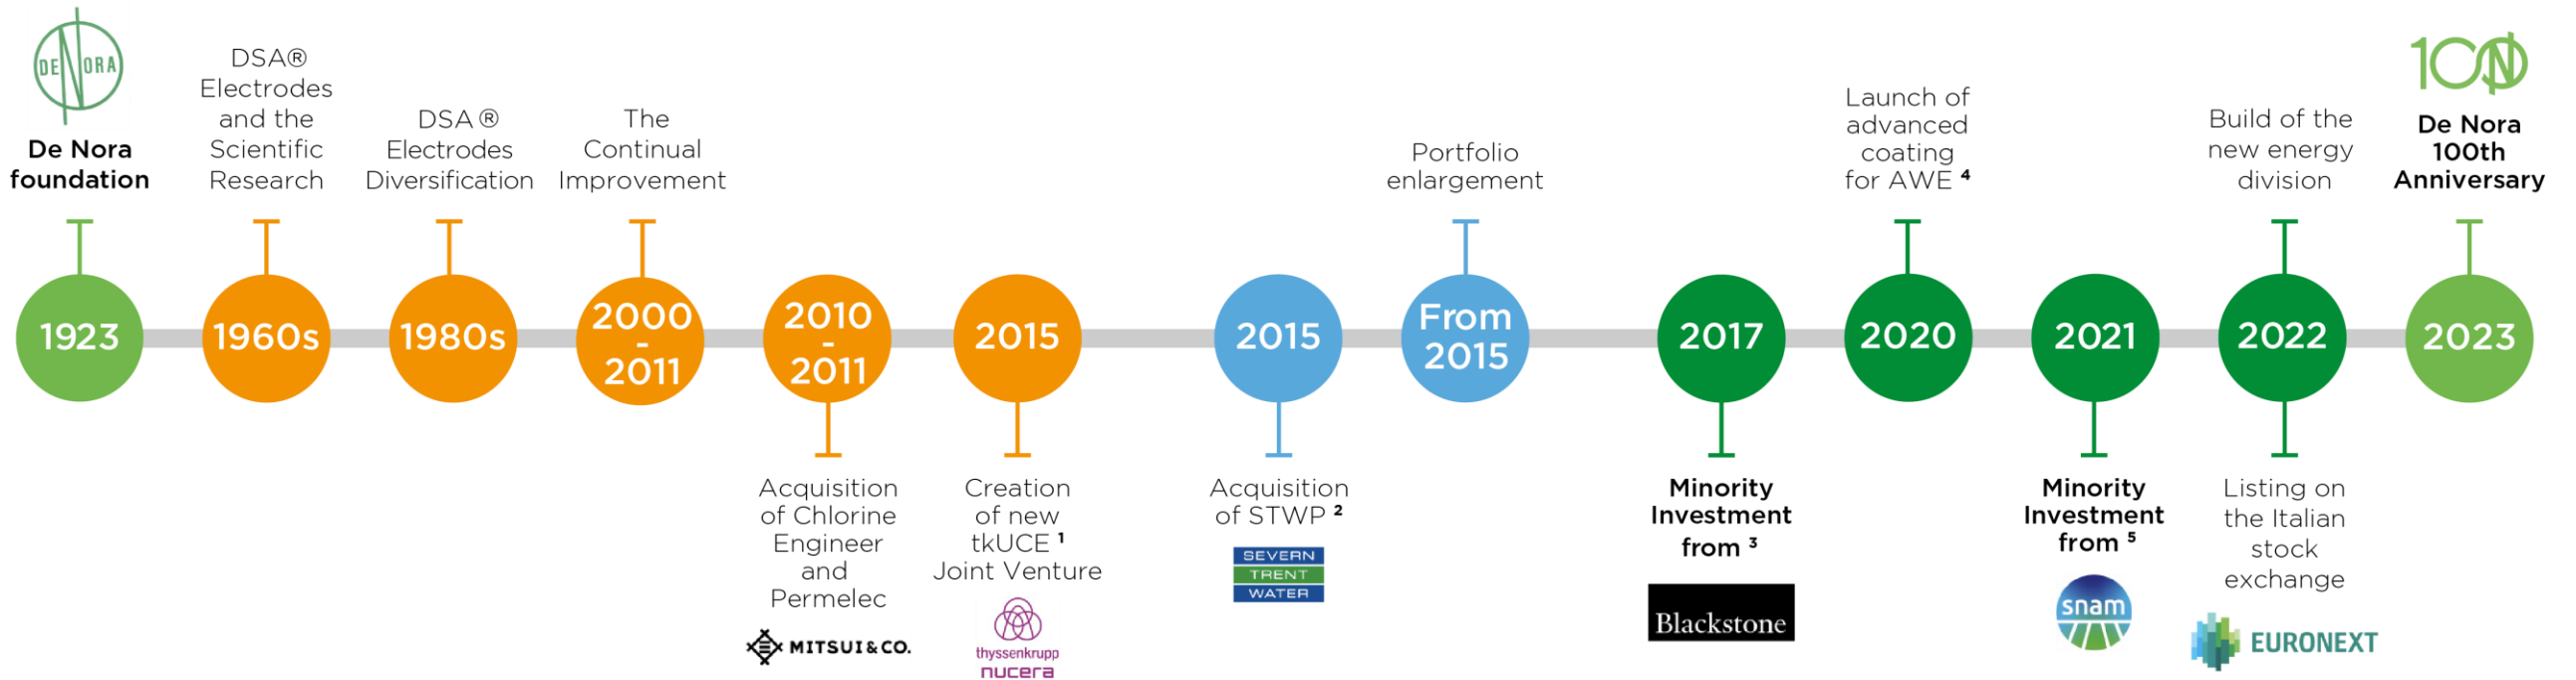 DE NORA
De Nora
foundation
1923
DSA®
Electrodes
and the
Scientific
Research
1960s
DSA ®
Electrodes
Diversification
1980s
The
Continual
Improvement
2000
-
2011
2010
-
2011
Acquisition
of Chlorine
Engineer
and
Permelec
MITSUI & CO.
2015
Creation
of new
tkUCE 1
Joint Venture
thyssenkrupp
nucera
2015
Acquisition
of STWP 2
SEVERN
TRENT
WATER
Portfolio
enlargement
From
2015
2017
Minority
Investment
from 3
Blackstone
Launch of
advanced
coating
for AWE 4
2020
2021
Minority
Investment
from 5
snam
Build of the
new energy
division
2022
Listing on
the Italian
stock
exchange
EURONEXT
100
De Nora
100th
Anniversary
2023